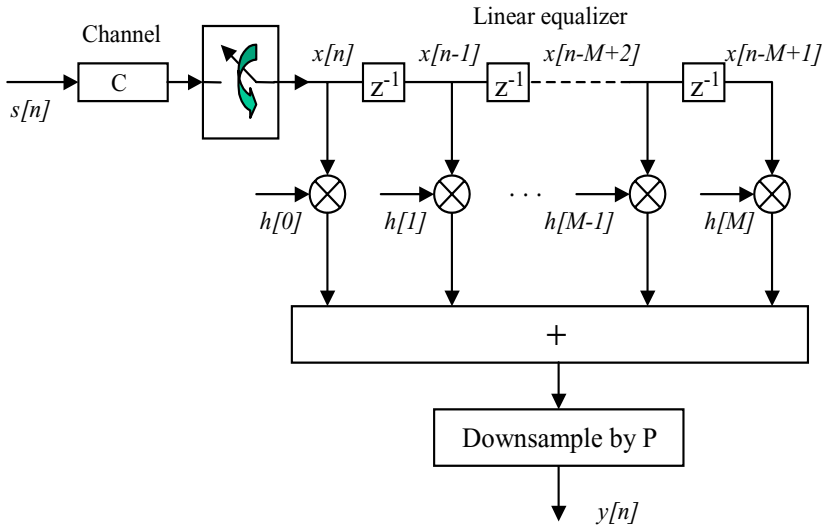 Linear equalizer
Channel
x[n] x[n-1] x[n-M+2] x[n-M+1]
C z⁻¹ z⁻¹ z⁻¹
s[n]
. . .
h[0] h[1] h[M-1] h[M]
+
Downsample by P
y[n]